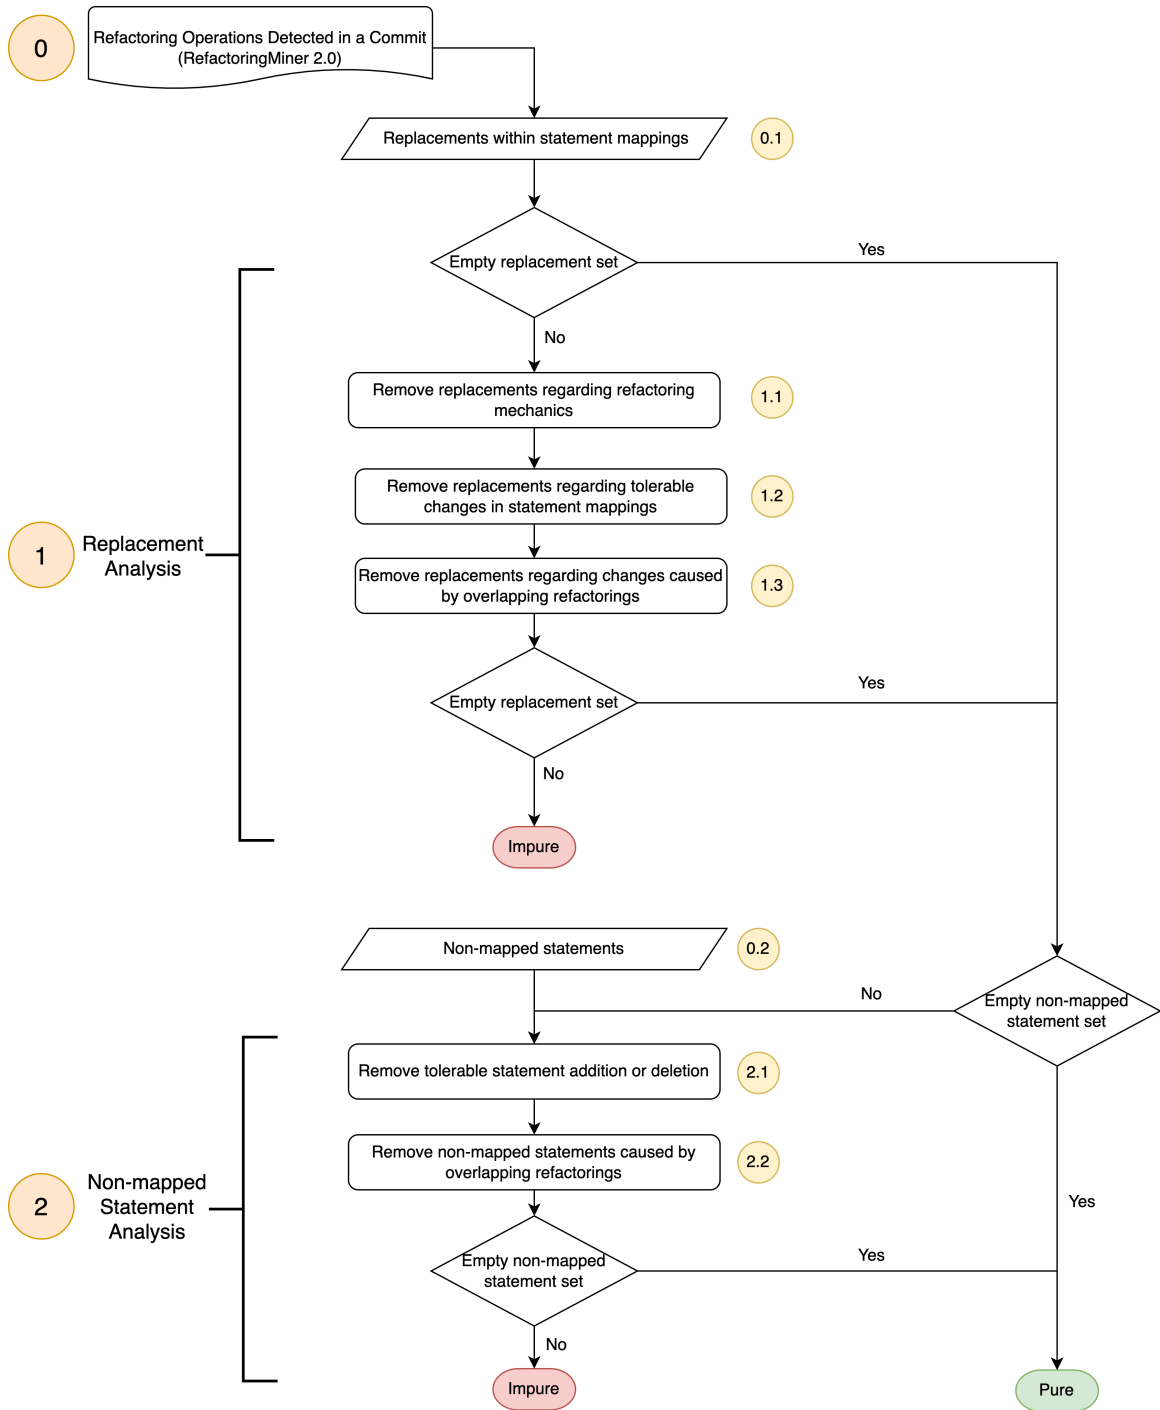 0
Refactoring Operations Detected in a Commit
(RefactoringMiner 2.0)
Replacements within statement mappings
0.1
Empty replacement set
Yes
No
Remove replacements regarding refactoring
mechanics
1.1
Remove replacements regarding tolerable
changes in statement mappings
1.2
1
Replacement
Analysis
Remove replacements regarding changes caused
by overlapping refactorings
1.3
Empty replacement set
Yes
No
Impure
Non-mapped statements
0.2
Empty non-mapped
statement set
No
Yes
2
Non-mapped
Statement
Analysis
Remove tolerable statement addition or deletion
2.1
Remove non-mapped statements caused by
overlapping refactorings
2.2
Empty non-mapped
statement set
Yes
No
Impure
Pure